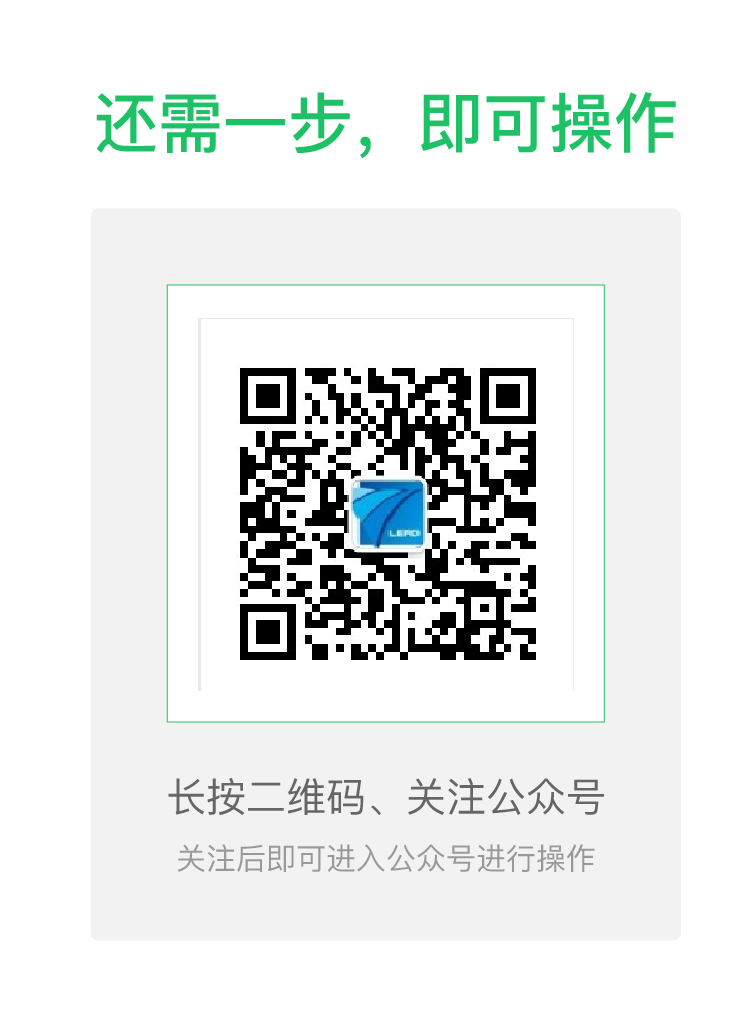 还需一步，即可操作
LEAD
长按二维码、关注公众号
关注后即可进入公众号进行操作